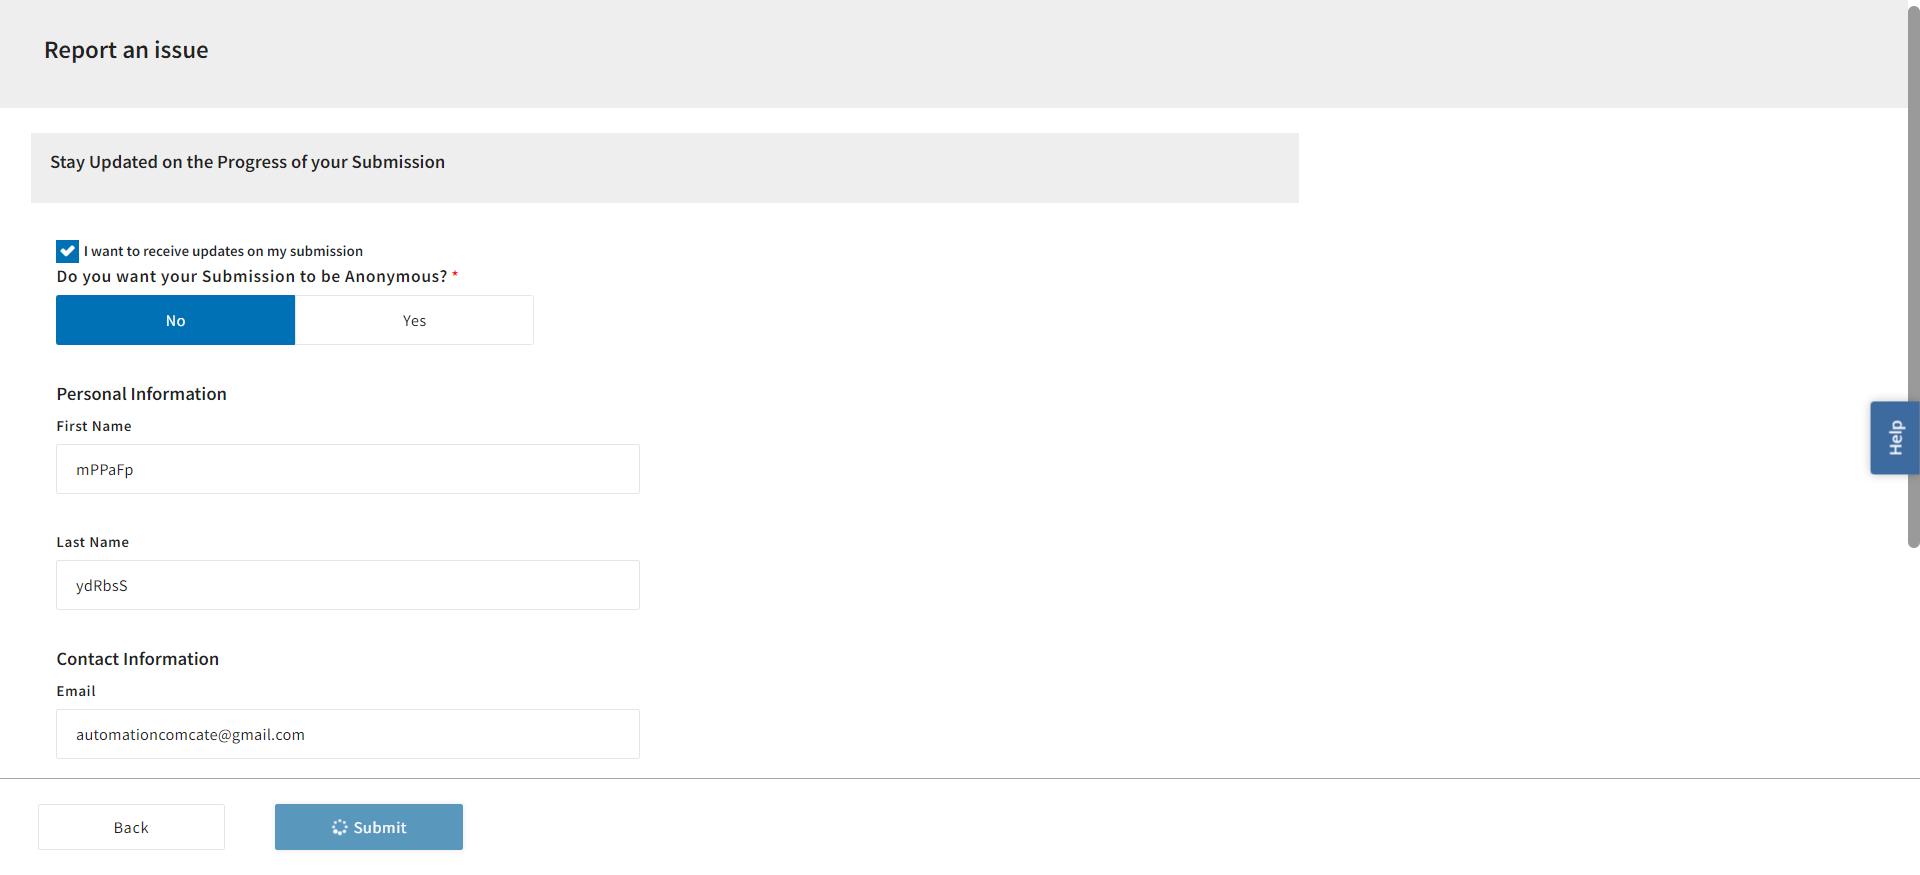 Report an issue
Stay Updated on the Progress of your Submission
I want to receive updates on my submission
Do you want your Submission to be Anonymous? *
No
Yes
Personal Information
First Name
mPPaFp
Help
Last Name
ydRbsS
Contact Information
Email
automationcomcate@gmail.com
Back
Submit